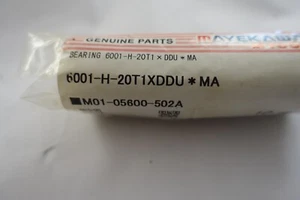 GENUINE PARTS MAYEKAWA
BEARING 6001-H-20T1×DDU*MA
6001-H-20T1XDDU*MA
■M01-05600-502A